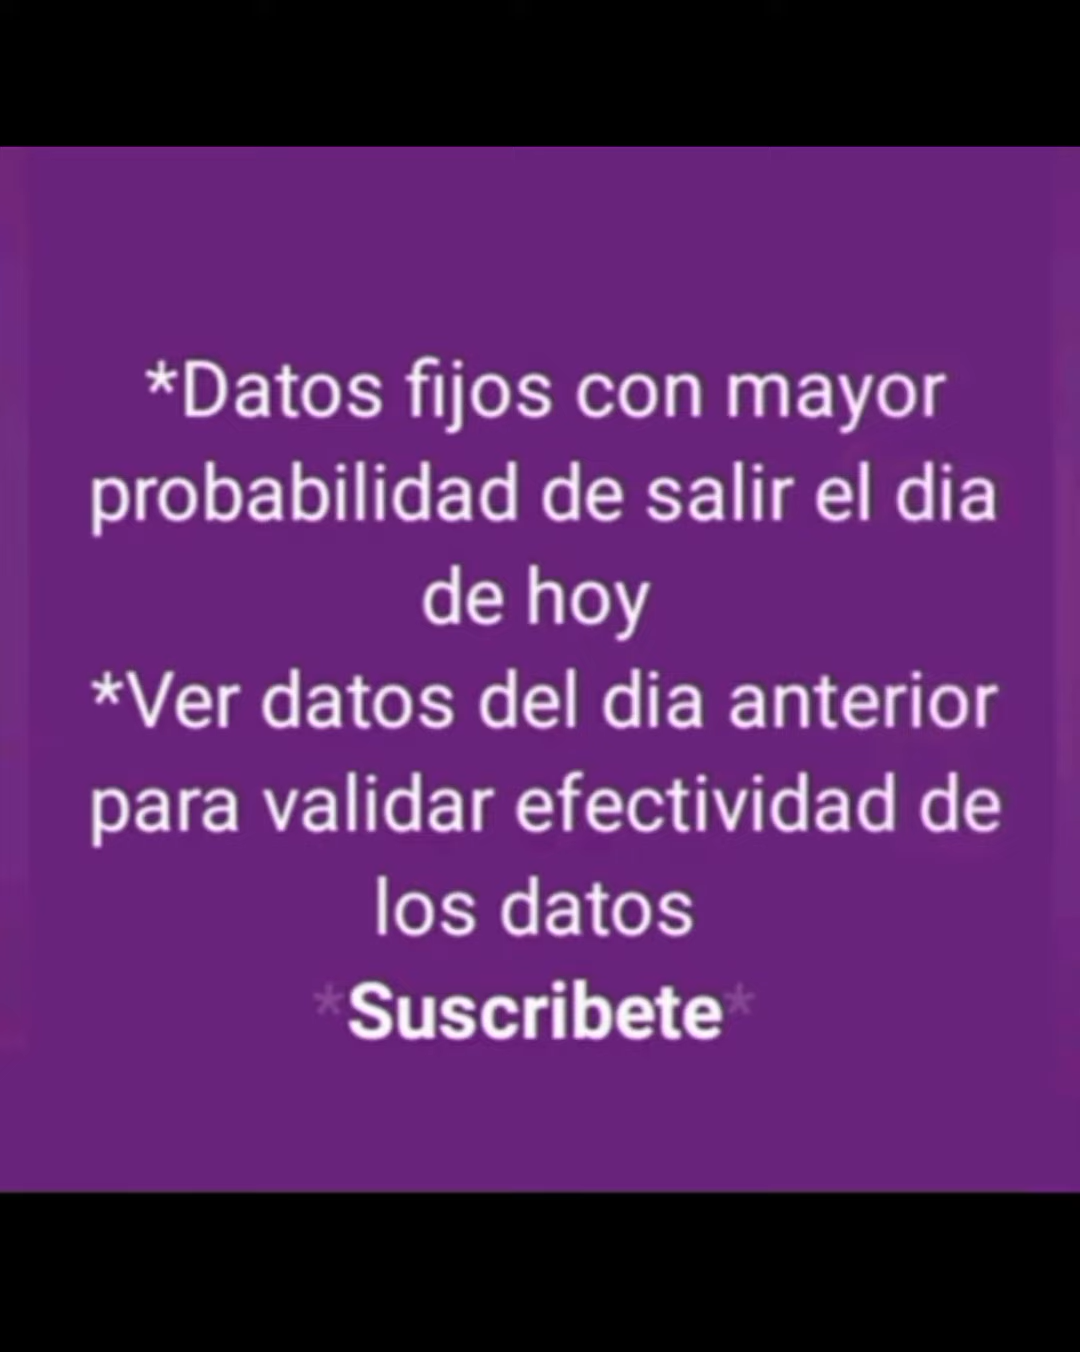 *Datos fijos con mayor
probabilidad de salir el dia
de hoy
*Ver datos del dia anterior
para validar efectividad de
los datos
*Suscribete*